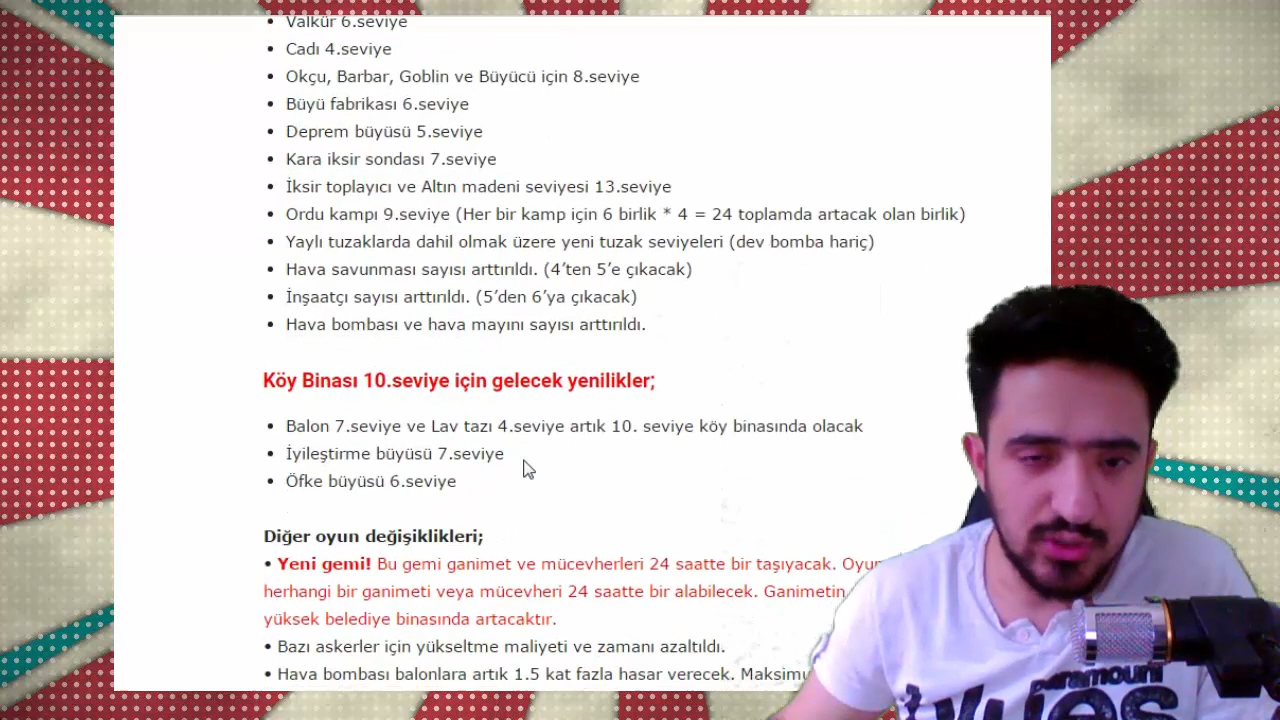 Valkür 6.seviye
Cadı 4.seviye
Okçu, Barbar, Goblin ve Büyücü için 8.seviye
Büyü fabrikası 6.seviye
Deprem büyüsü 5.seviye
Kara iksir sondası 7.seviye
İksir toplayıcı ve Altın madeni seviyesi 13.seviye
Ordu kampı 9.seviye (Her bir kamp için 6 birlik * 4 = 24 toplamda artacak olan birlik)
Yaylı tuzaklarda dahil olmak üzere yeni tuzak seviyeleri (dev bomba hariç)
Hava savunması sayısı arttırıldı. (4’ten 5’e çıkacak)
İnşaatçı sayısı arttırıldı. (5’den 6’ya çıkacak)
Hava bombası ve hava mayını sayısı arttırıldı.
Köy Binası 10.seviye için gelecek yenilikler;
Balon 7.seviye ve Lav tazı 4.seviye artık 10. seviye köy binasında olacak
İyileştirme büyüsü 7.seviye
Öfke büyüsü 6.seviye
Diğer oyun değişiklikleri;
• Yeni gemi! Bu gemi ganimet ve mücevherleri 24 saatte bir taşıyacak.
herhangi bir ganimeti veya mücevheri 24 saatte bir alabilecek. Ganimetin
yüksek belediye binasında artacaktır.
• Bazı askerler için yükseltme maliyeti ve zamanı azaltıldı.
• Hava bombası balonlara artık 1.5 kat fazla hasar verecek.
paramount